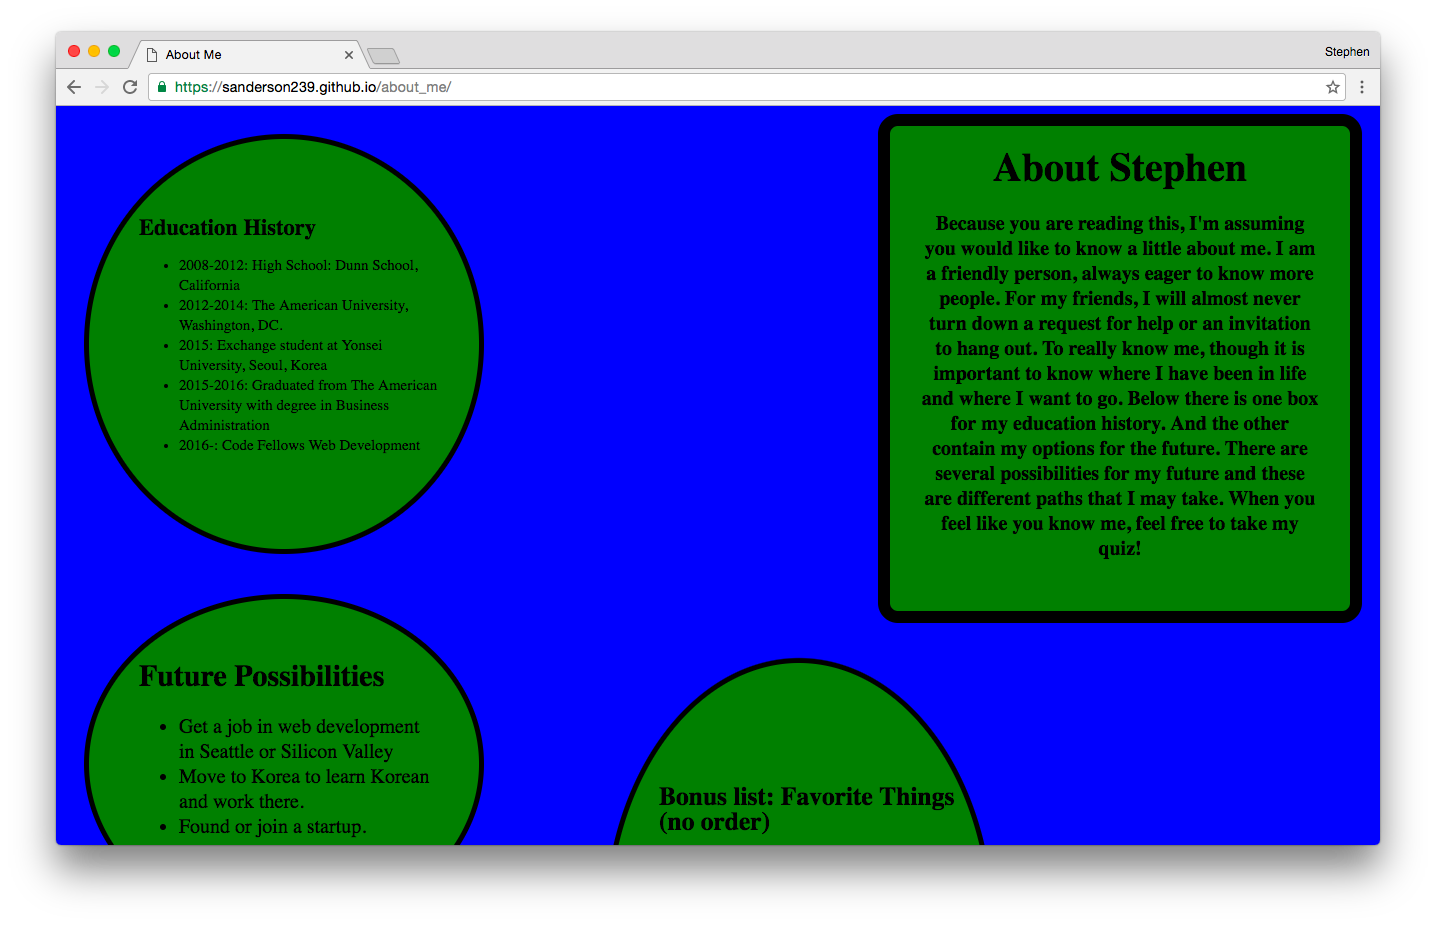 About Me
Stephen
https://sanderson239.github.io/about_me/
Education History
2008-2012: High School: Dunn School,
California
2012-2014: The American University,
Washington, DC.
2015: Exchange student at Yonsei
University, Seoul, Korea
2015-2016: Graduated from The American
University with degree in Business
Administration
2016-: Code Fellows Web Development
About Stephen
Because you are reading this, I'm assuming
you would like to know a little about me. I am
a friendly person, always eager to know more
people. For my friends, I will almost never
turn down a request for help or an invitation
to hang out. To really know me, though it is
important to know where I have been in life
and where I want to go. Below there is one box
for my education history. And the other
contain my options for the future. There are
several possibilities for my future and these
are different paths that I may take. When you
feel like you know me, feel free to take my
quiz!
Future Possibilities
Get a job in web development
in Seattle or Silicon Valley
Move to Korea to learn Korean
and work there.
Found or join a startup.
Bonus list: Favorite Things
(no order)